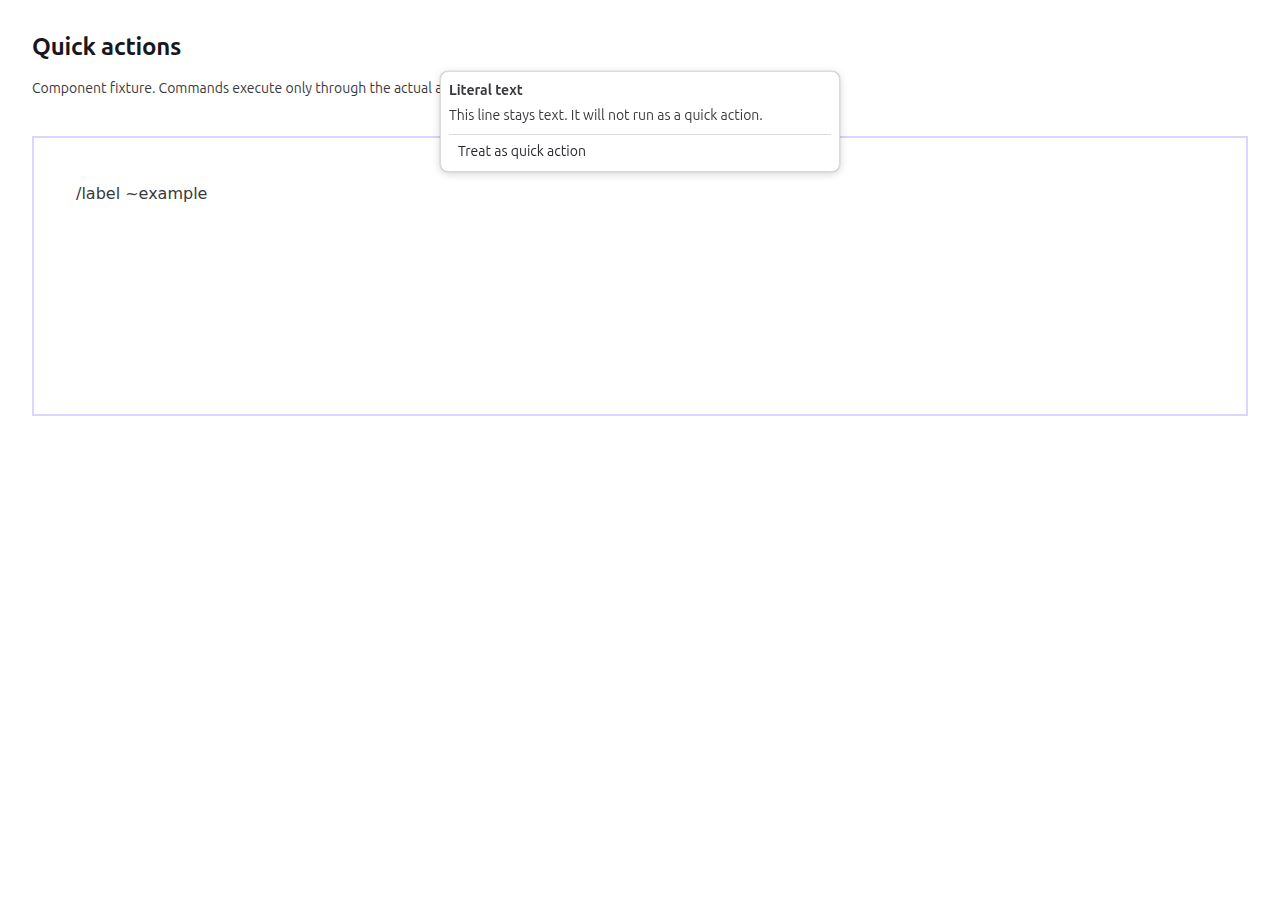 Quick actions
Component fixture. Commands execute only through the actual
Literal text
This line stays text. It will not run as a quick action.
Treat as quick action
/label ~example